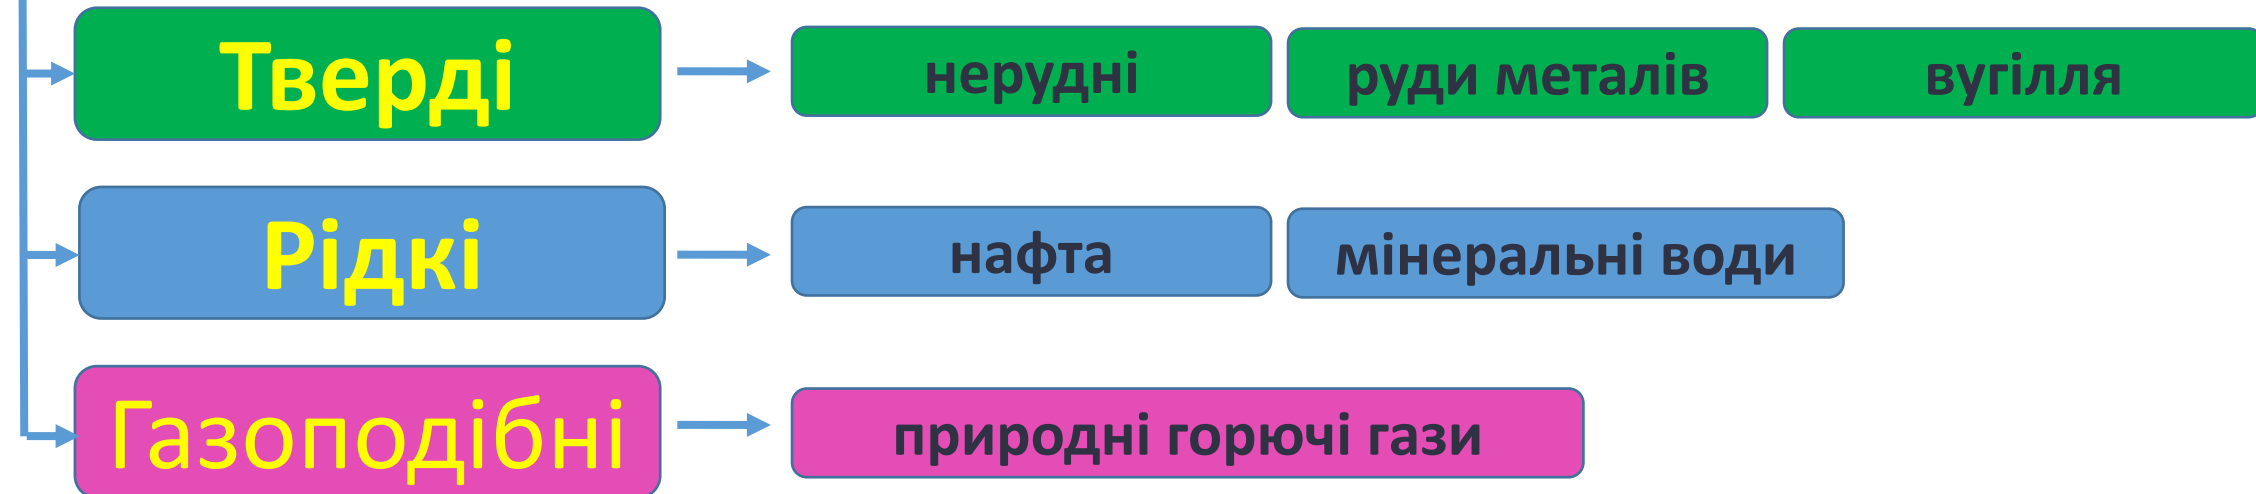 Тверді
нерудні
руди металів
вугілля
Рідкі
нафта
мінеральні води
Газоподібні
природні горючі гази